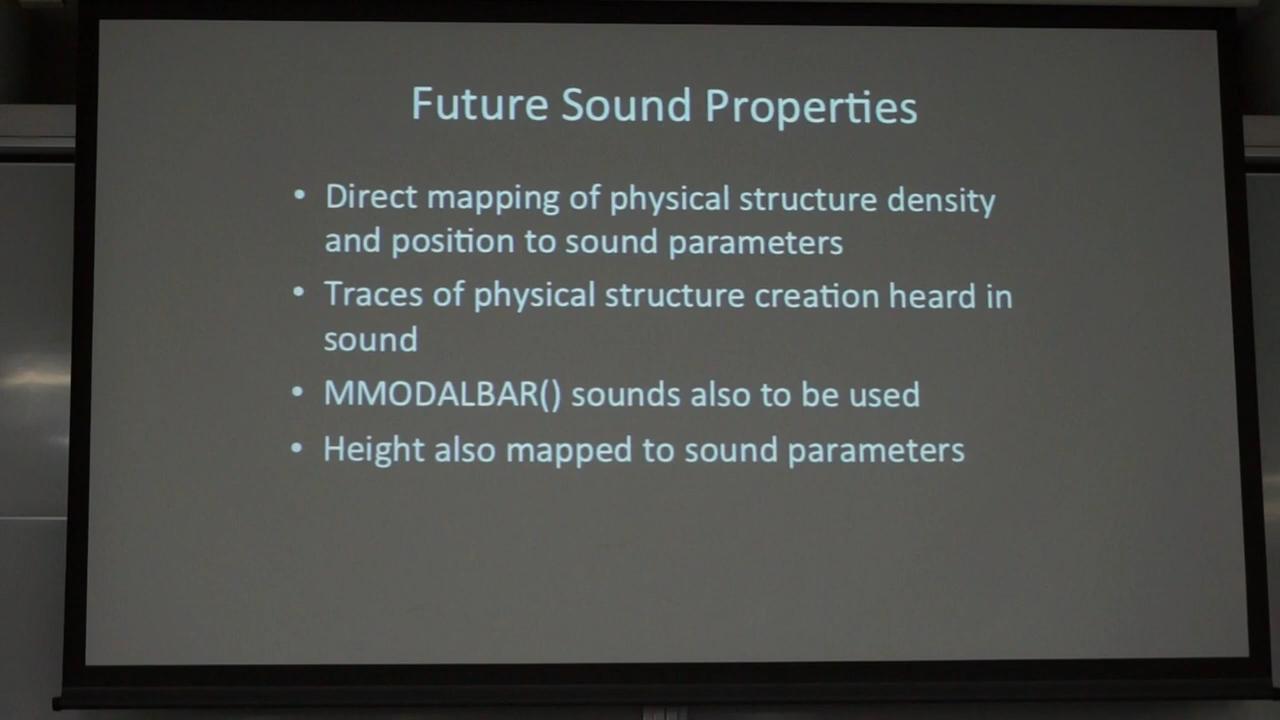 Future Sound Properties
• Direct mapping of physical structure density
and position to sound parameters
• Traces of physical structure creation heard in
sound
• MMODALBAR() sounds also to be used
• Height also mapped to sound parameters